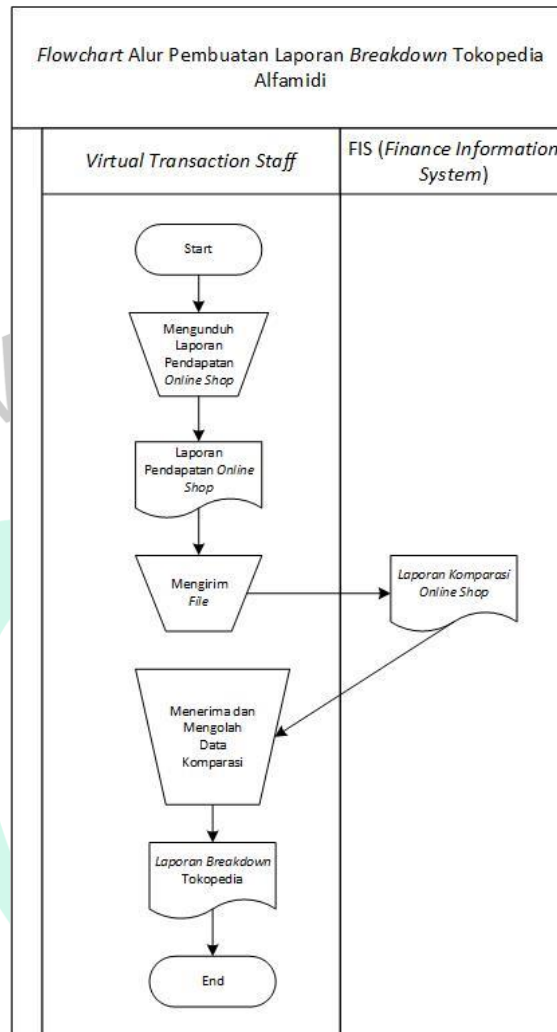 Flowchart Alur Pembuatan Laporan Breakdown Tokopedia
Alfamidi
Virtual Transaction Staff
FIS (Finance Information
System)
Start
Mengunduh
Laporan
Pendapatan
Online Shop
Laporan
Pendapatan Online
Shop
Mengirim
File
Laporan Komparasi
Online Shop
Menerima dan
Mengolah
Data
Komparasi
Laporan Breakdown
Tokopedia
End